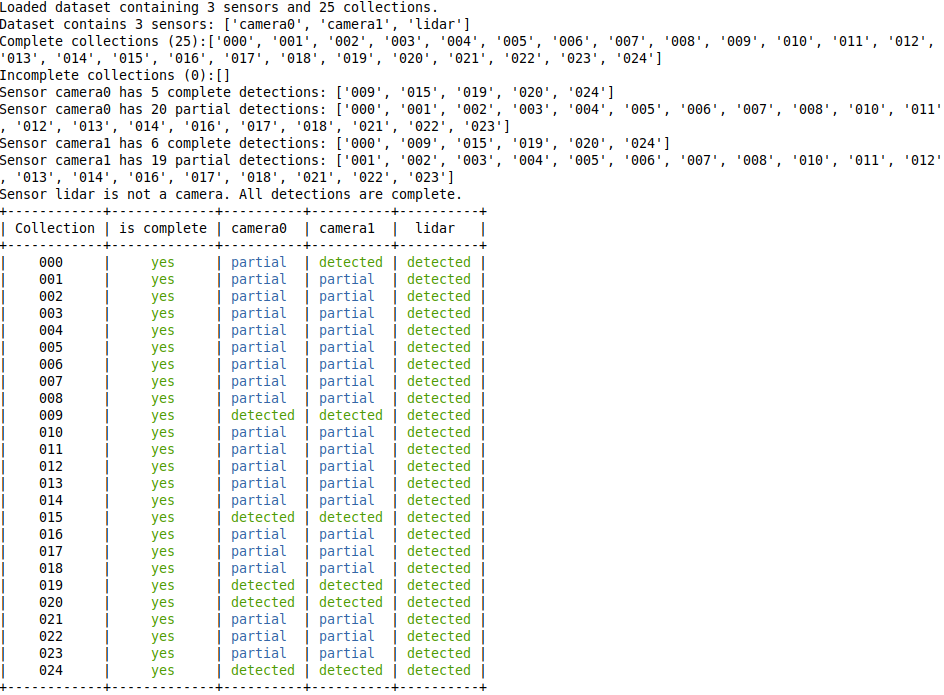 Loaded dataset containing 3 sensors and 25 collections.
Dataset contains 3 sensors: ['camera0', 'camera1', 'lidar']
Complete collections (25):['000', '001', '002', '003', '004', '005', '006', '007', '008', '009', '010', '011', '012',
'013', '014', '015', '016', '017', '018', '019', '020', '021', '022', '023', '024']
Incomplete collections (0):[]
Sensor camera0 has 5 complete detections: ['009', '015', '019', '020', '024']
Sensor camera0 has 20 partial detections: ['000', '001', '002', '003', '004', '005', '006', '007', '008', '010', '011'
, '012', '013', '014', '016', '017', '018', '021', '022', '023']
Sensor camera1 has 6 complete detections: ['000', '009', '015', '019', '020', '024']
Sensor camera1 has 19 partial detections: ['001', '002', '003', '004', '005', '006', '007', '008', '010', '011', '012'
, '013', '014', '016', '017', '018', '021', '022', '023']
Sensor lidar is not a camera. All detections are complete.
+------------+-------------+----------+----------+----------+
| Collection | is complete | camera0  | camera1  |  lidar   |
+------------+-------------+----------+----------+----------+
|    000     |     yes     | partial  | detected | detected |
|    001     |     yes     | partial  | partial  | detected |
|    002     |     yes     | partial  | partial  | detected |
|    003     |     yes     | partial  | partial  | detected |
|    004     |     yes     | partial  | partial  | detected |
|    005     |     yes     | partial  | partial  | detected |
|    006     |     yes     | partial  | partial  | detected |
|    007     |     yes     | partial  | partial  | detected |
|    008     |     yes     | partial  | partial  | detected |
|    009     |     yes     | detected | detected | detected |
|    010     |     yes     | partial  | partial  | detected |
|    011     |     yes     | partial  | partial  | detected |
|    012     |     yes     | partial  | partial  | detected |
|    013     |     yes     | partial  | partial  | detected |
|    014     |     yes     | partial  | partial  | detected |
|    015     |     yes     | detected | detected | detected |
|    016     |     yes     | partial  | partial  | detected |
|    017     |     yes     | partial  | partial  | detected |
|    018     |     yes     | partial  | partial  | detected |
|    019     |     yes     | detected | detected | detected |
|    020     |     yes     | detected | detected | detected |
|    021     |     yes     | partial  | partial  | detected |
|    022     |     yes     | partial  | partial  | detected |
|    023     |     yes     | partial  | partial  | detected |
|    024     |     yes     | detected | detected | detected |
+------------+-------------+----------+----------+----------+